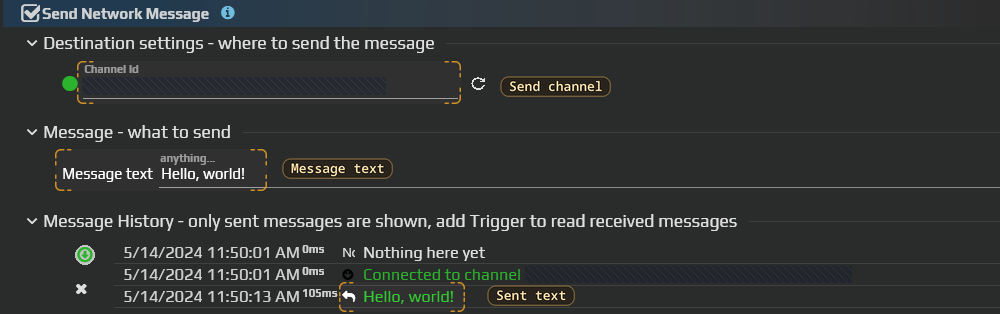 Send Network Message
Destination settings - where to send the message
Channel Id
Send channel
Message - what to send
anything...
Message text Hello, world! Message text
Message History - only sent messages are shown, add Trigger to read received messages
5/14/2024 11:50:01 AM 0ms Nc Nothing here yet
5/14/2024 11:50:01 AM 0ms Connected to channel
5/14/2024 11:50:13 AM 105ms Hello, world! Sent text